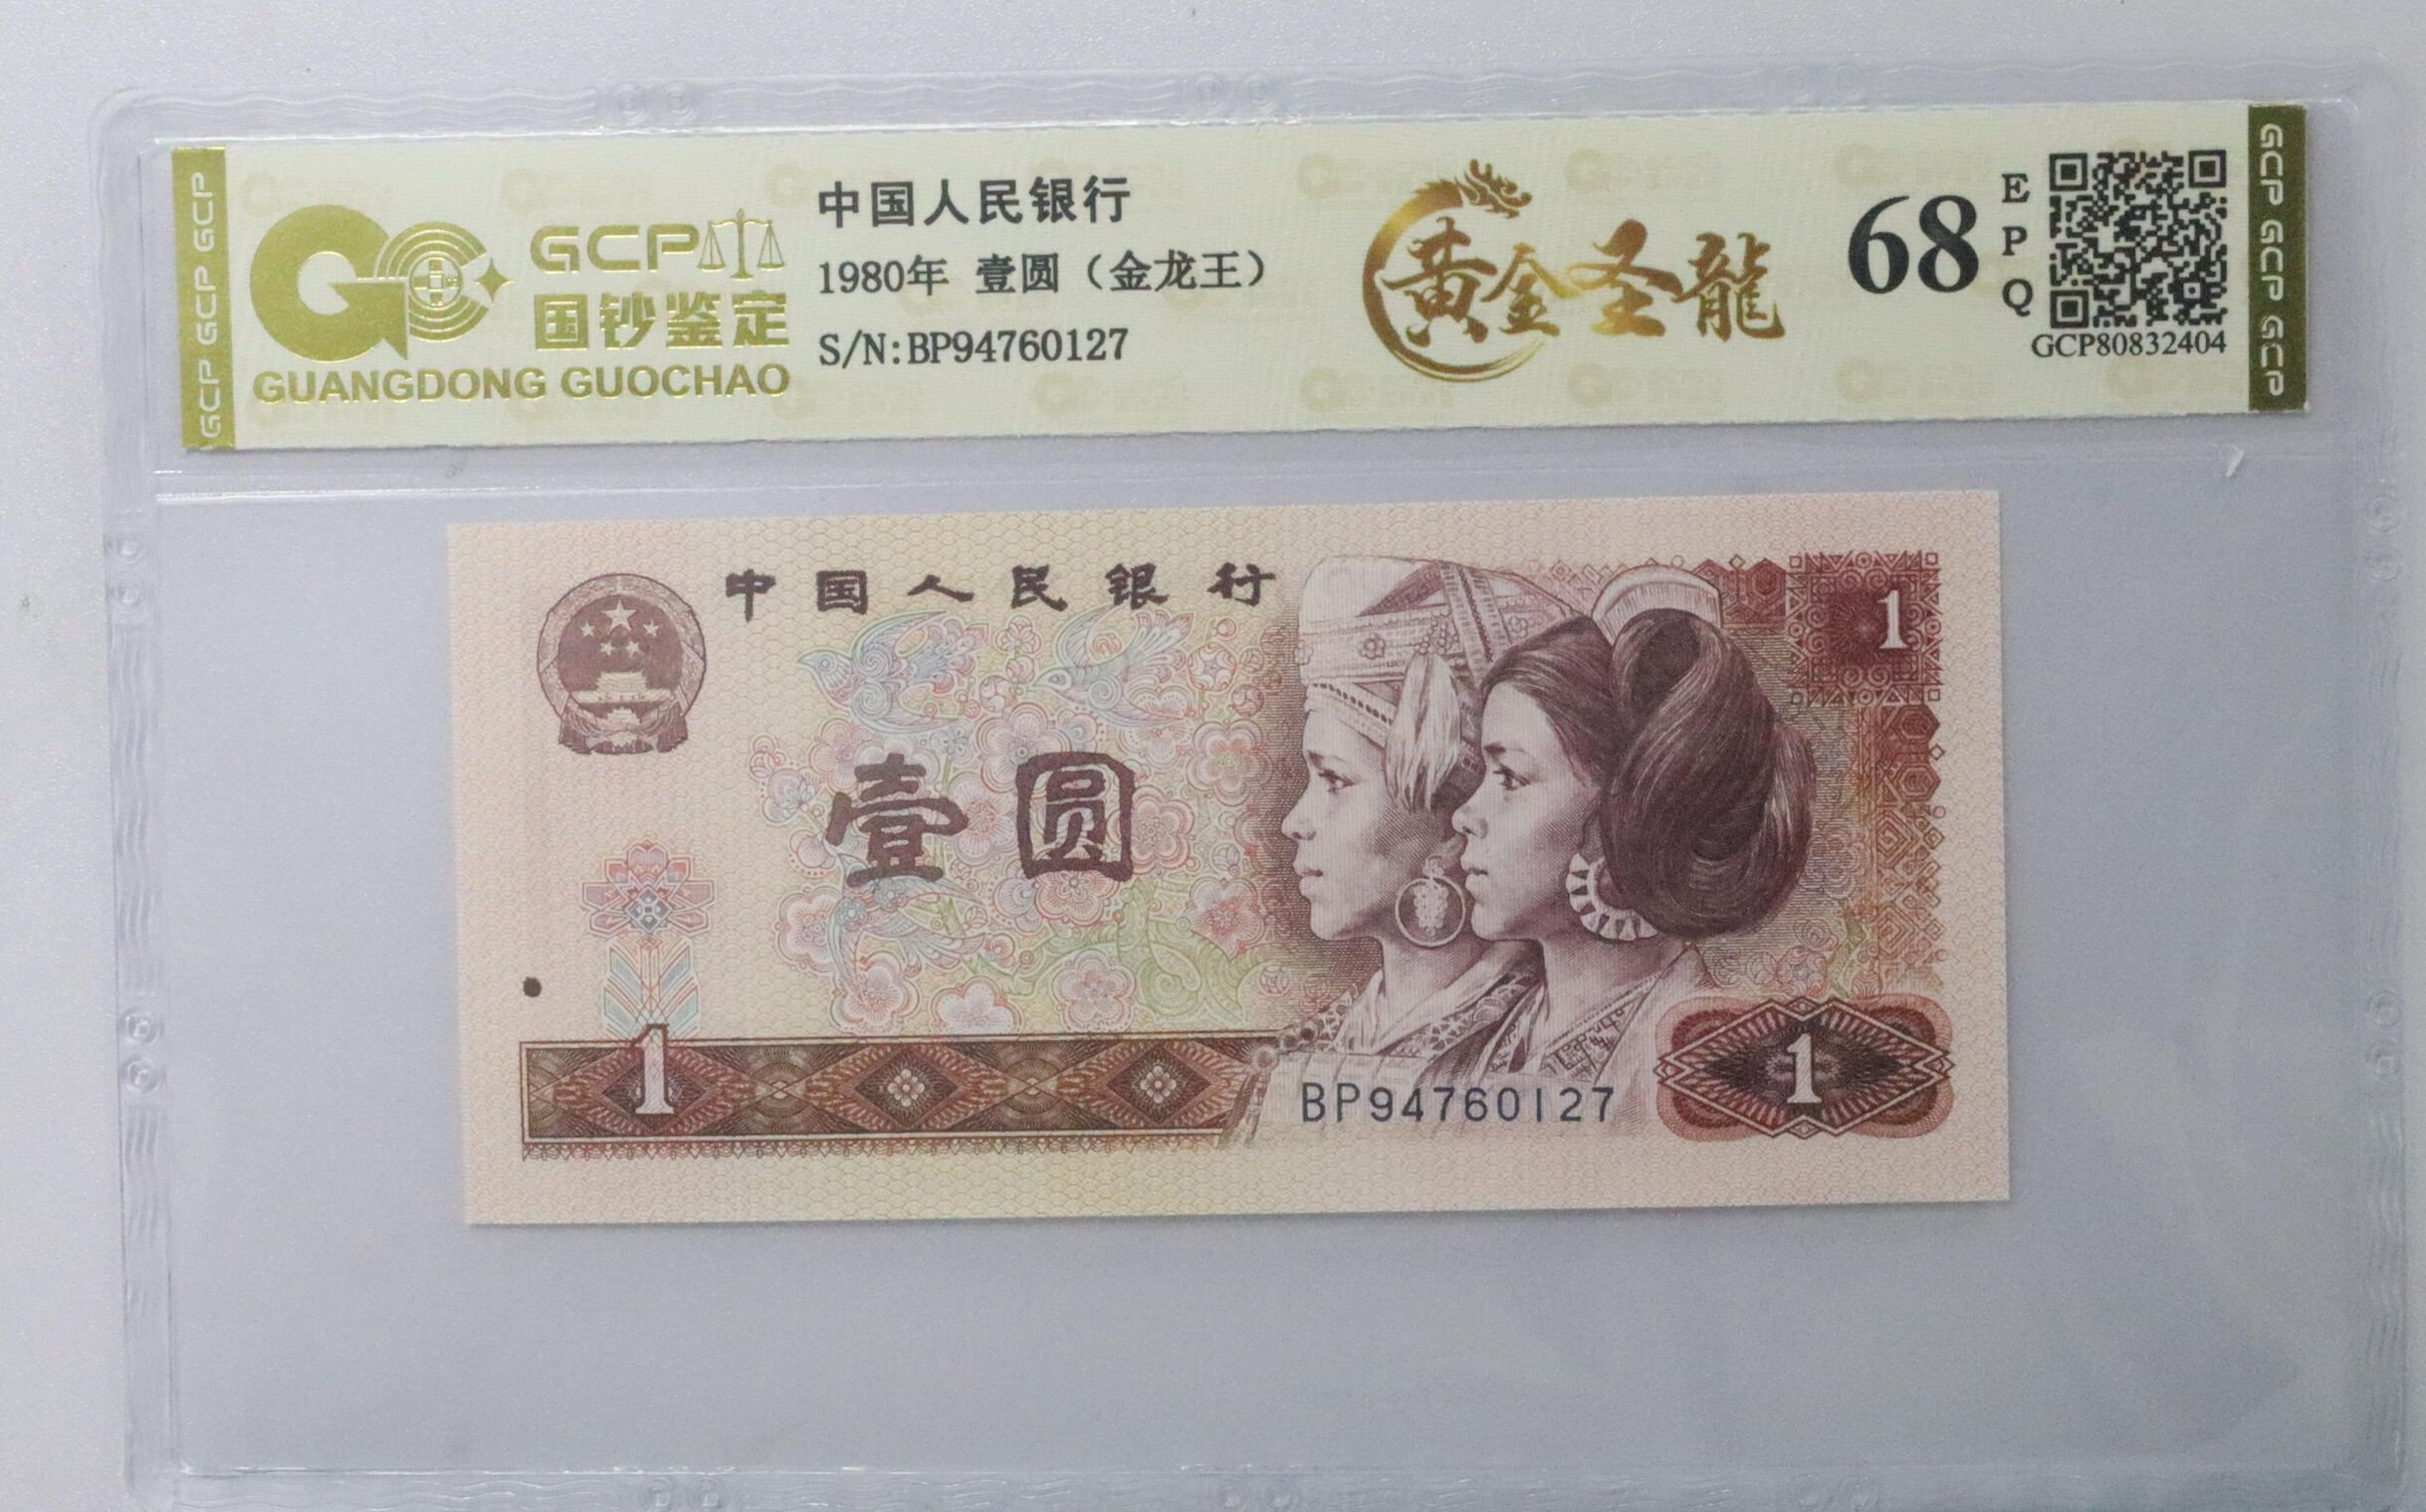 GCP GCP GCP
GCP
国钞鉴定
GUANGDONG GUOCHAO
中国人民银行
1980年 壹圆（金龙王）
S/N:BP94760127
黄金圣龍
68
E
P
Q
GCP80832404
GCP GCP GCP GCP
中国人民银行
1
壹圆
1
1
BP94760127